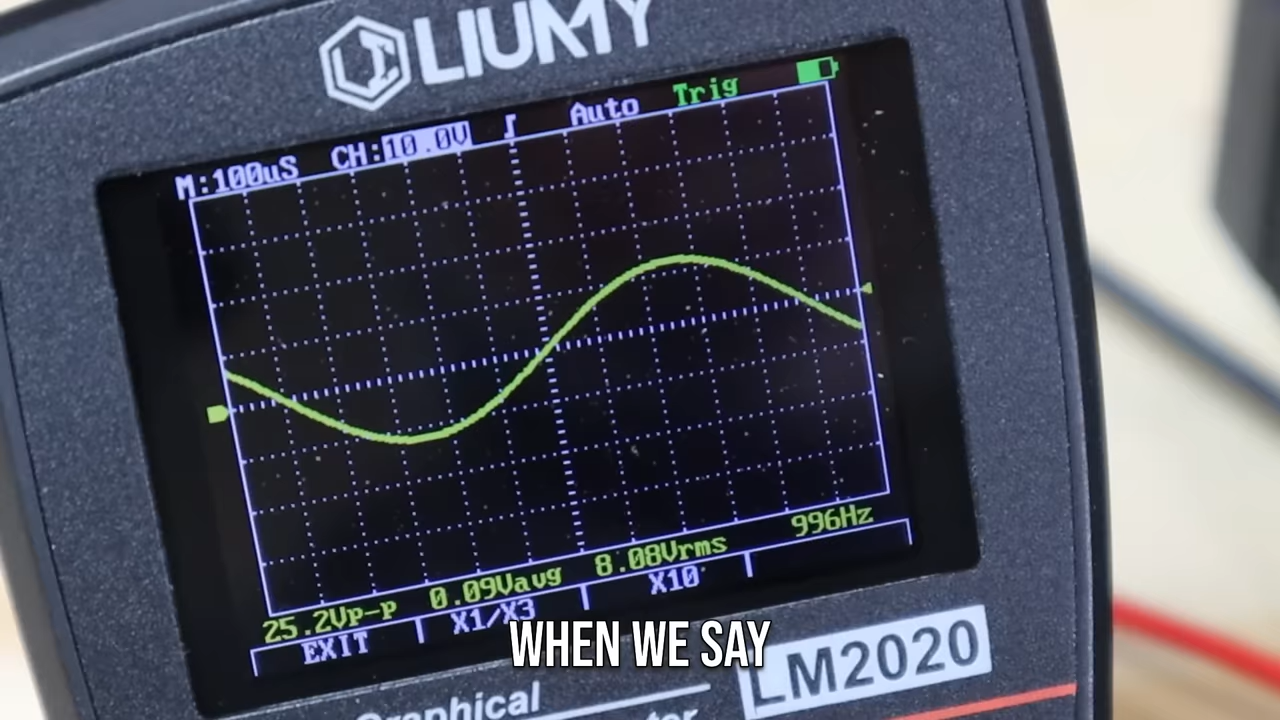 LIUMY
M:100uS CH:10.0V Auto Trig
25.2Vp-p 0.09Vavg 8.08Vrms 996Hz
EXIT X1/X3 X10
WHEN WE SAY
LM2020
Graphical